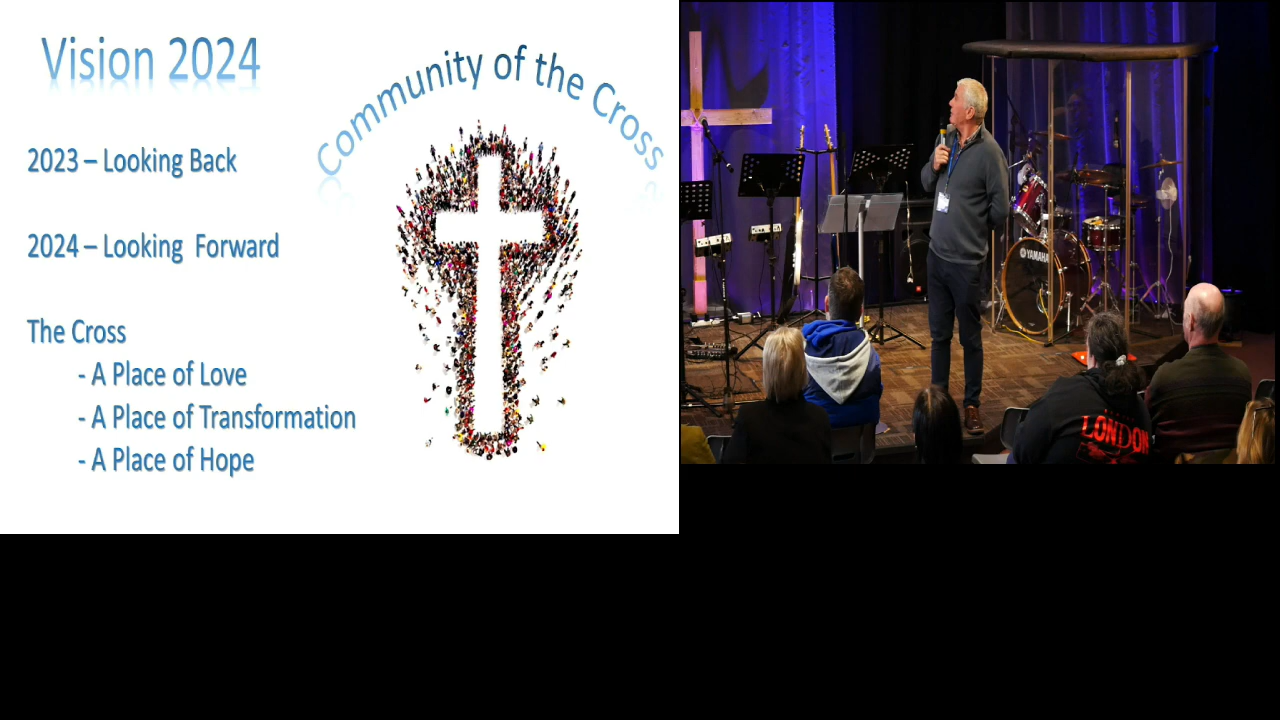 Vision 2024
Community of the Cross
2023 – Looking Back
2024 – Looking Forward
The Cross
- A Place of Love
- A Place of Transformation
- A Place of Hope
YAMAHA
LONDON